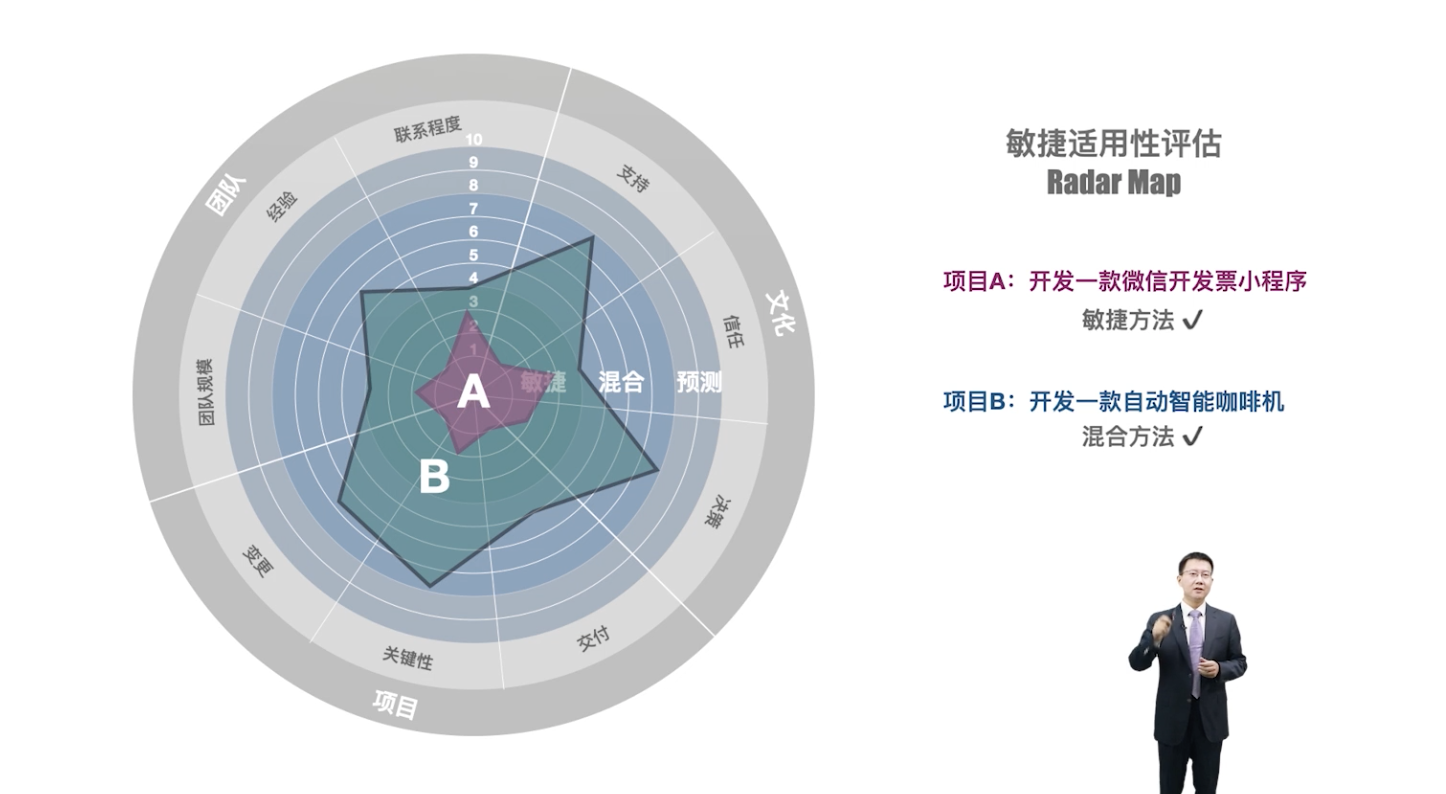 敏捷适用性评估
Radar Map
项目A：开发一款微信开发票小程序
敏捷方法 ✓
项目B：开发一款自动智能咖啡机
混合方法 ✓
团队
文化
项目
联系程度
支持
信任
决策
交付
关键性
变更
团队规模
经验
10
9
8
7
6
5
4
3
2
1
敏捷
混合
预测
A
B